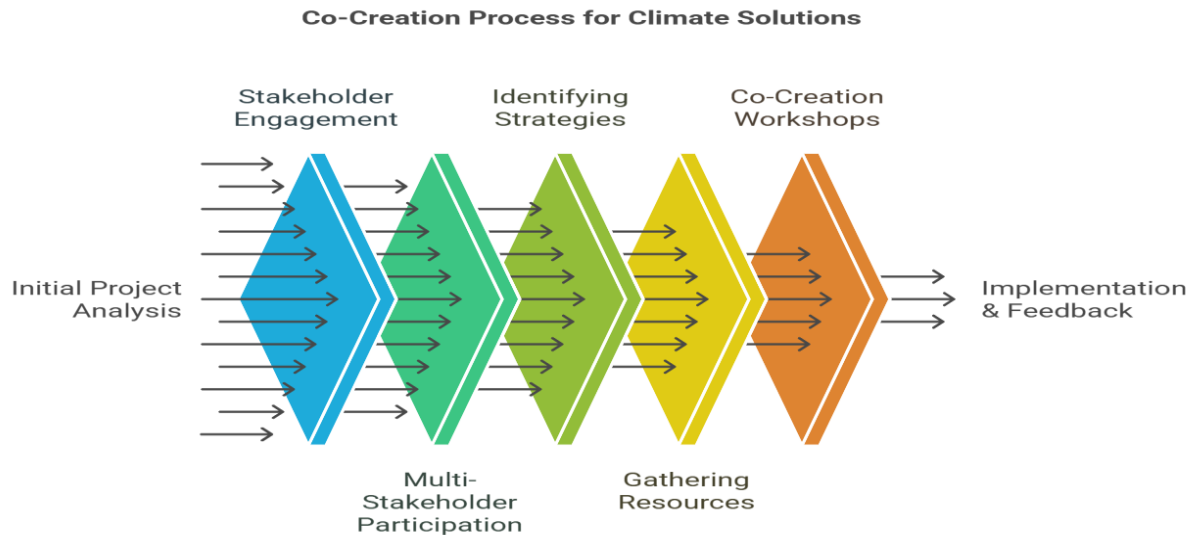 Co-Creation Process for Climate Solutions
Stakeholder
Engagement
Identifying
Strategies
Co-Creation
Workshops
Initial Project
Analysis
Implementation
& Feedback
Multi-
Stakeholder
Participation
Gathering
Resources